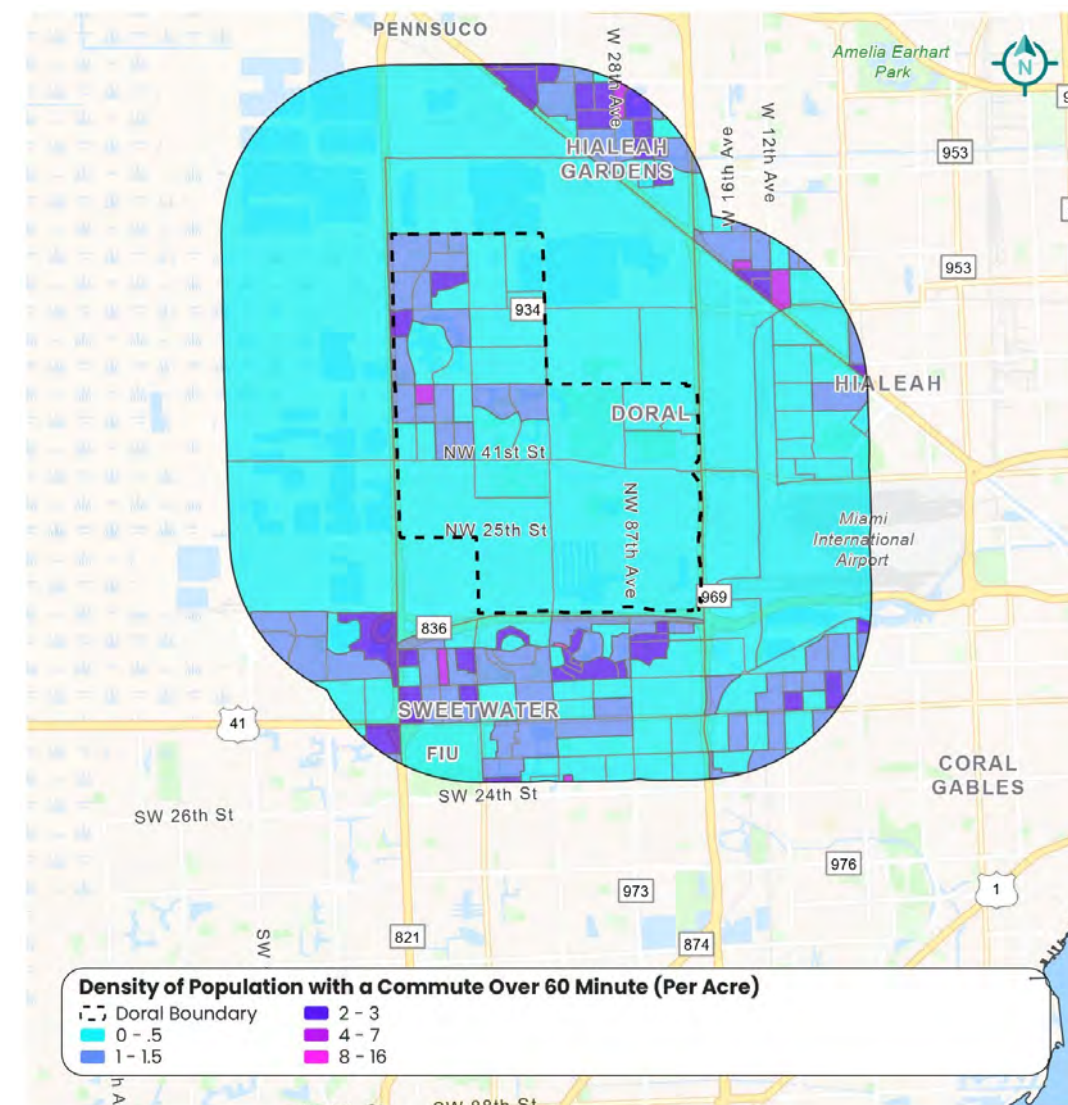 PENNSUCO
W 28th Ave
Amelia Earhart
Park
N
9
W 12th Ave
HIALEAH
GARDENS
953
W 16th Ave
953
934
HIALEAH
DORAL
NW 41st St
NW 25th St
NW 87th Ave
Miami
International
Airport
969
836
SWEETWATER
41
FIU
CORAL
GABLES
SW 24th St
SW 26th St
976
973
1
SW
821
874
Density of Population with a Commute Over 60 Minute (Per Acre)
Doral Boundary
0 - .5
1 - 1.5
2 - 3
4 - 7
8 - 16